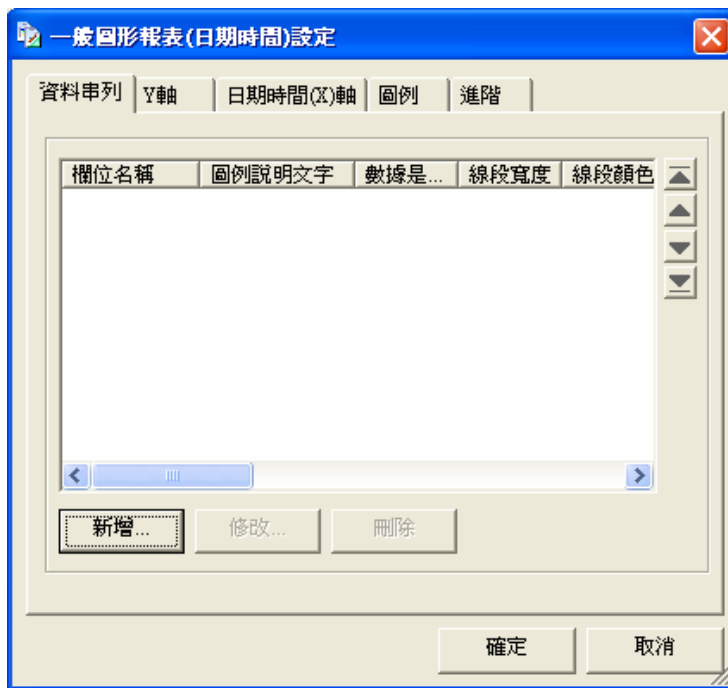 一般圖形報表(日期時間)設定
資料串列 Y軸 日期時間(X)軸 圖例 進階
欄位名稱 圖例說明文字 數據是... 線段寬度 線段顏色
新增... 修改... 刪除
確定 取消